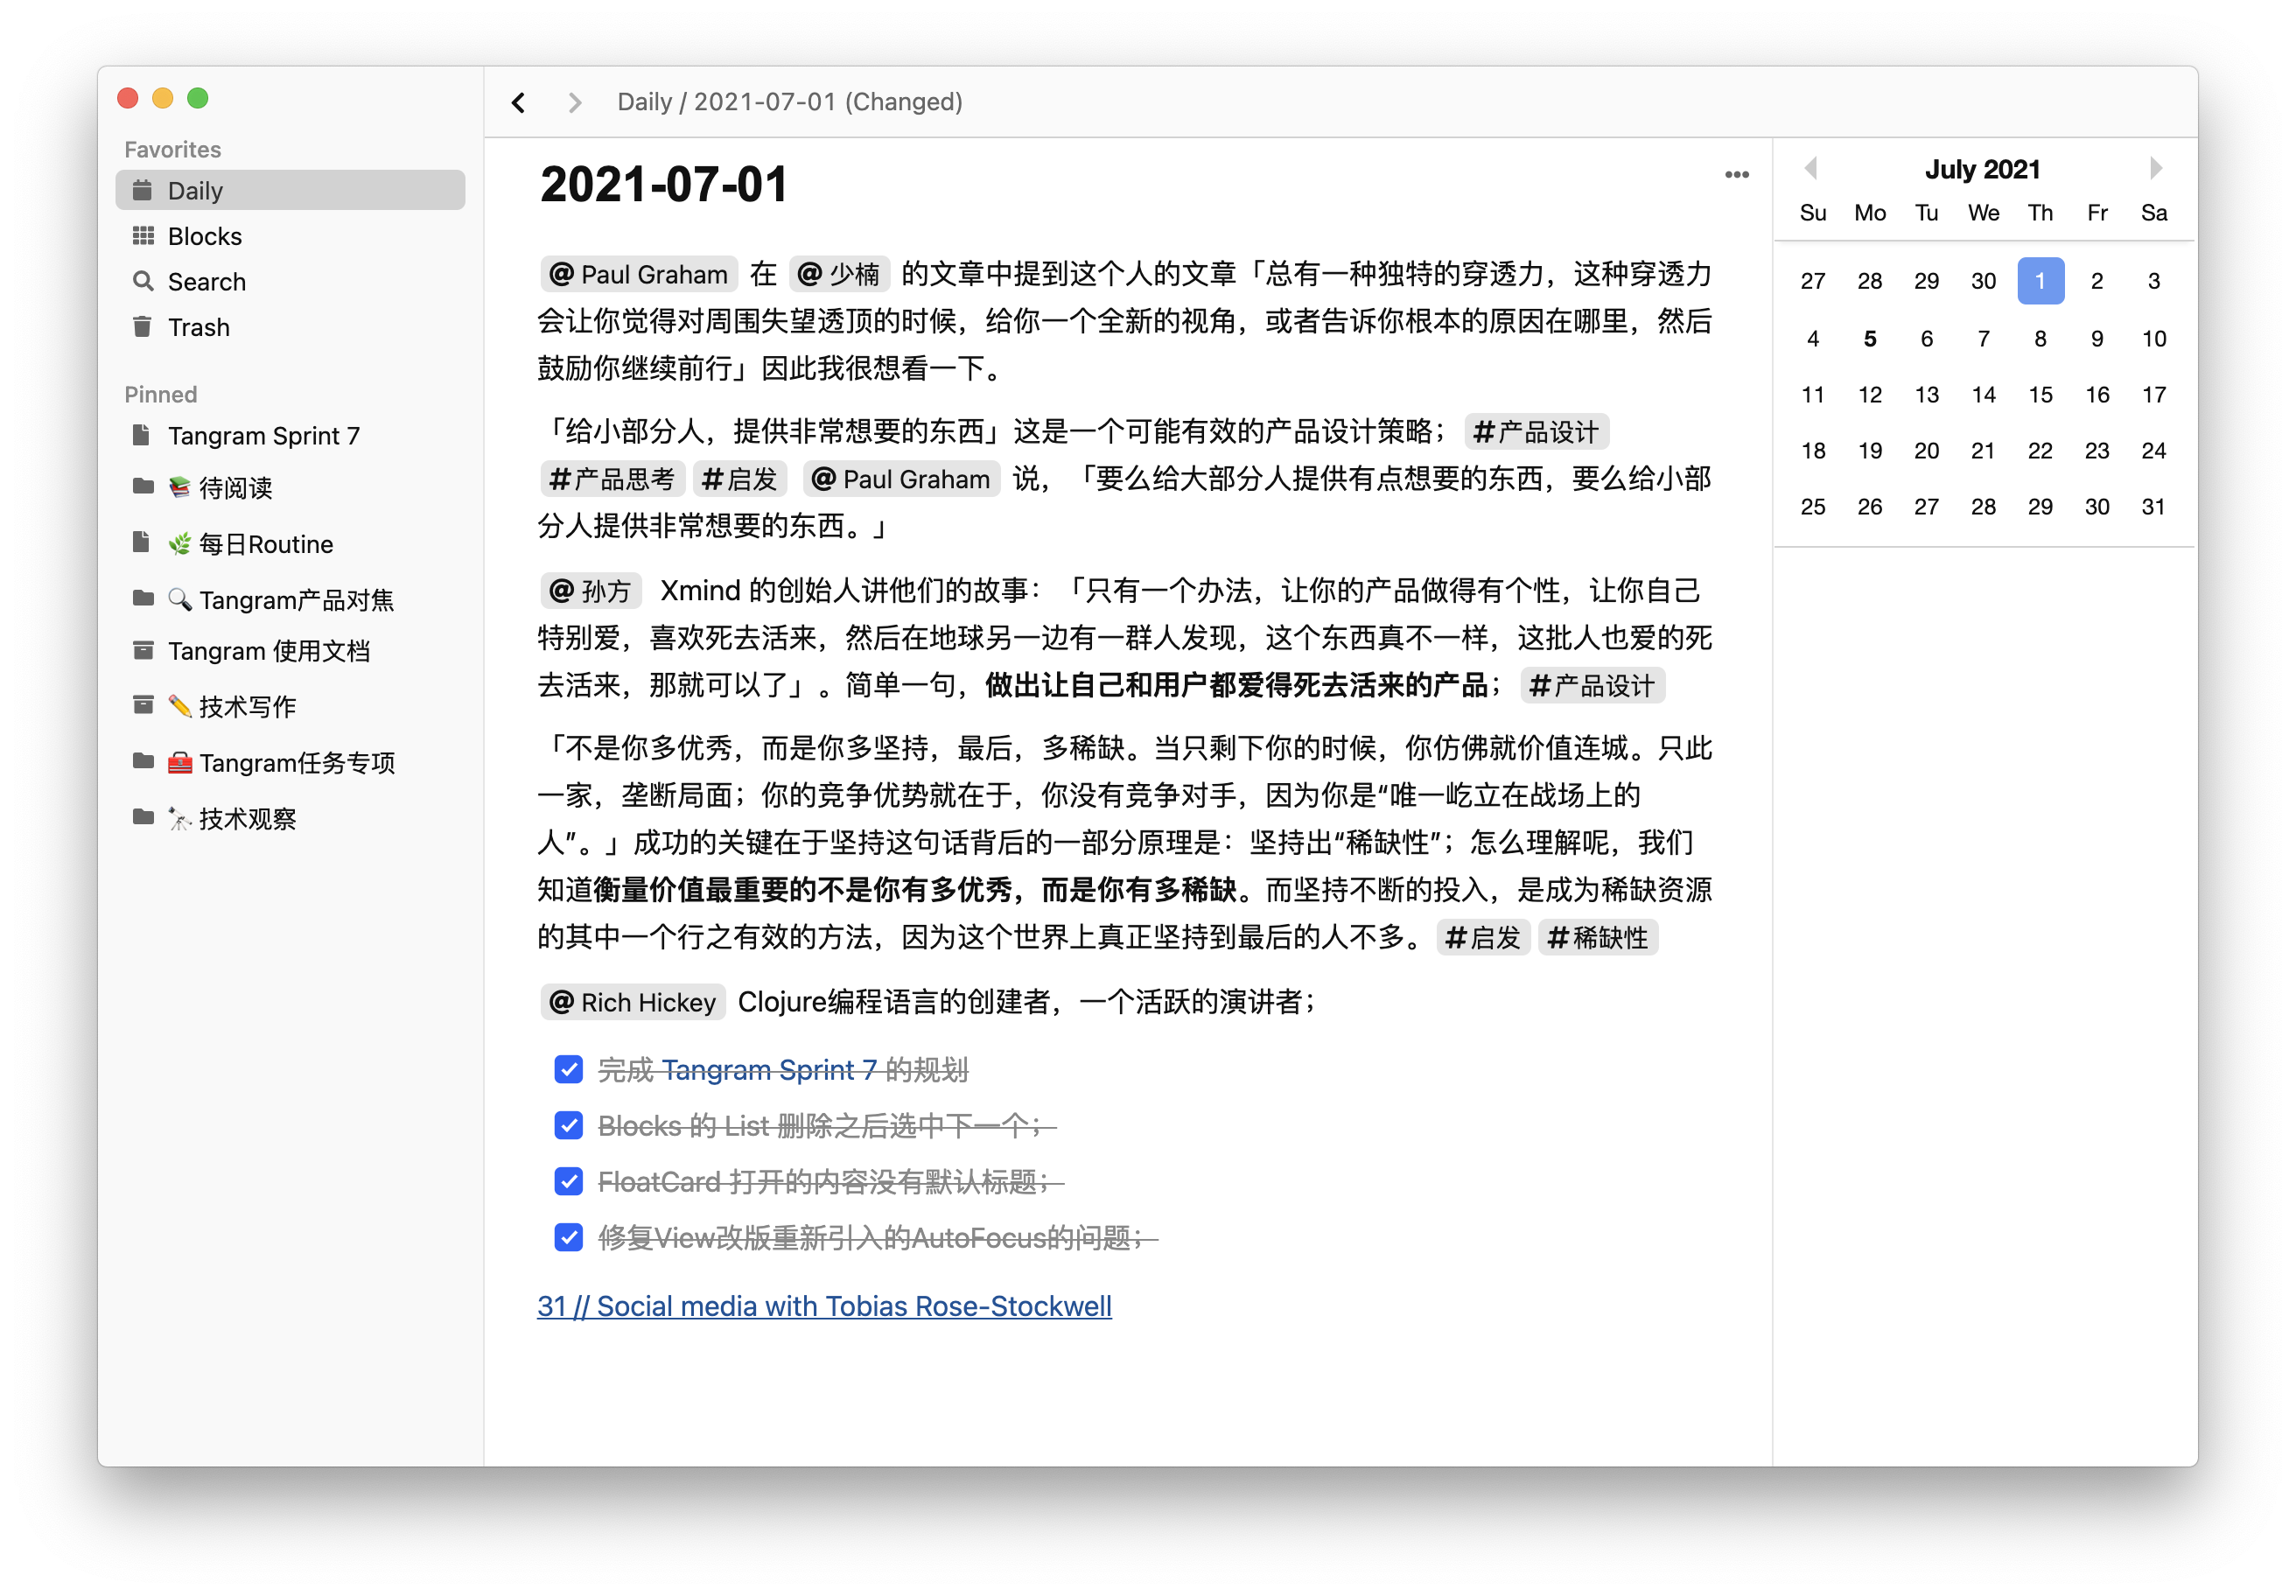 Favorites
Daily
Blocks
Search
Trash
Pinned
Tangram Sprint 7
📚 待阅读
🌿 每日Routine
🔍 Tangram产品对焦
Tangram 使用文档
✏️ 技术写作
🧰 Tangram任务专项
🔭 技术观察
Daily / 2021-07-01 (Changed)
2021-07-01
•••
@ Paul Graham 在 @ 少楠 的文章中提到这个人的文章「总有一种独特的穿透力，这种穿透力
会让你觉得对周围失望透顶的时候，给你一个全新的视角，或者告诉你根本的原因在哪里，然后
鼓励你继续前行」因此我很想看一下。
「给小部分人，提供非常想要的东西」这是一个可能有效的产品设计策略； #产品设计
#产品思考 #启发 @ Paul Graham 说，「要么给大部分人提供有点想要的东西，要么给小部
分人提供非常想要的东西。」
@ 孙方 Xmind 的创始人讲他们的故事：「只有一个办法，让你的产品做得有个性，让你自己
特别爱，喜欢死去活来，然后在地球另一边有一群人发现，这个东西真不一样，这批人也爱的死
去活来，那就可以了」。简单一句，做出让自己和用户都爱得死去活来的产品； #产品设计
「不是你多优秀，而是你多坚持，最后，多稀缺。当只剩下你的时候，你仿佛就价值连城。只此
一家，垄断局面；你的竞争优势就在于，你没有竞争对手，因为你是“唯一屹立在战场上的
人”。」成功的关键在于坚持这句话背后的一部分原理是：坚持出“稀缺性”；怎么理解呢，我们
知道衡量价值最重要的不是你有多优秀，而是你有多稀缺。而坚持不断的投入，是成为稀缺资源
的其中一个行之有效的方法，因为这个世界上真正坚持到最后的人不多。 #启发 #稀缺性
@ Rich Hickey Clojure编程语言的创建者，一个活跃的演讲者；
完成 Tangram Sprint 7 的规划
Blocks 的 List 删除之后选中下一个；
FloatCard 打开的内容没有默认标题；
修复View改版重新引入的AutoFocus的问题；
31 // Social media with Tobias Rose-Stockwell
July 2021
Su Mo Tu We Th Fr Sa
27 28 29 30 1 2 3
4 5 6 7 8 9 10
11 12 13 14 15 16 17
18 19 20 21 22 23 24
25 26 27 28 29 30 31